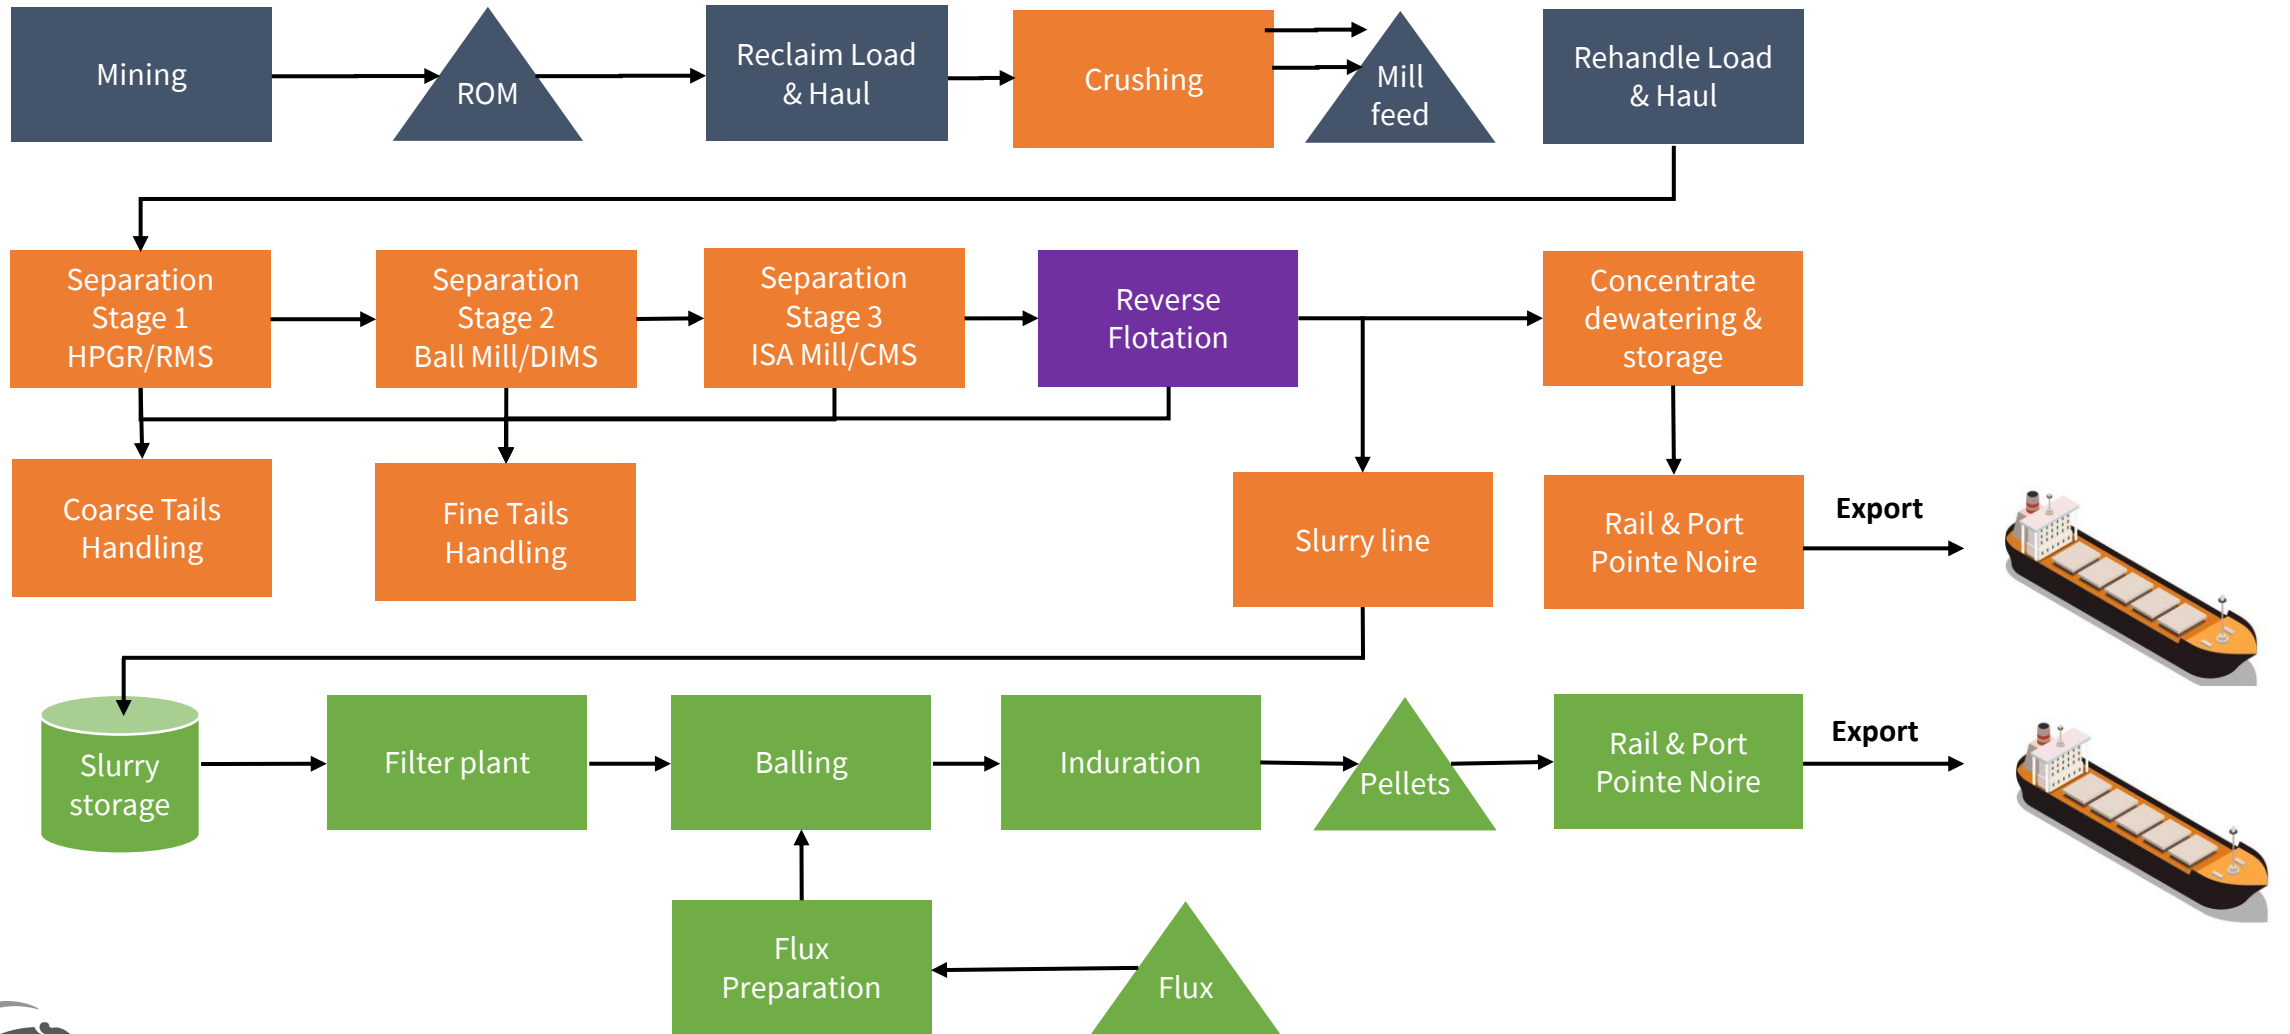 Mining
ROM
Reclaim Load
& Haul
Crushing
Mill
feed
Rehandle Load
& Haul
Separation
Stage 1
HPGR/RMS
Separation
Stage 2
Ball Mill/DIMS
Separation
Stage 3
ISA Mill/CMS
Reverse
Flotation
Concentrate
dewatering &
storage
Coarse Tails
Handling
Fine Tails
Handling
Slurry line
Rail & Port
Pointe Noire
Export
Slurry
storage
Filter plant
Balling
Induration
Pellets
Rail & Port
Pointe Noire
Export
Flux
Preparation
Flux